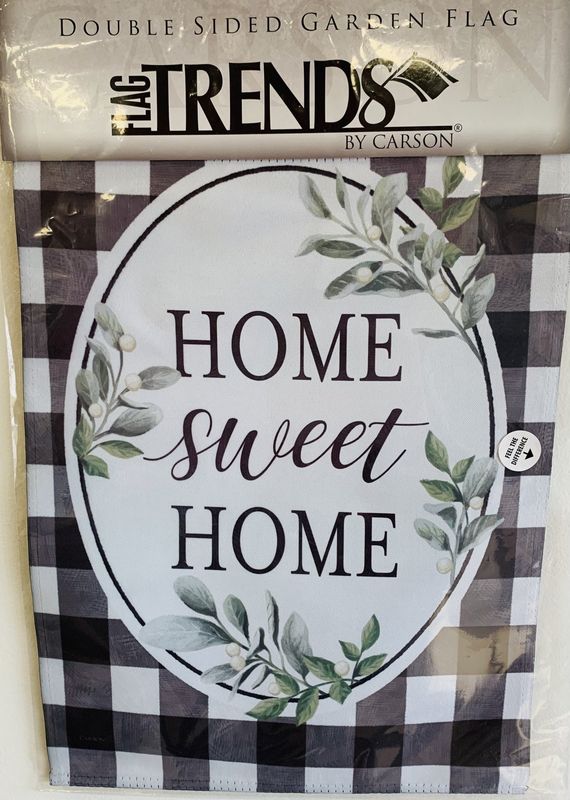 DOUBLE SIDED GARDEN FLAG
FLAG TRENDS
BY CARSON®
HOME
sweet
HOME
FEEL THE
DIFFERENCE